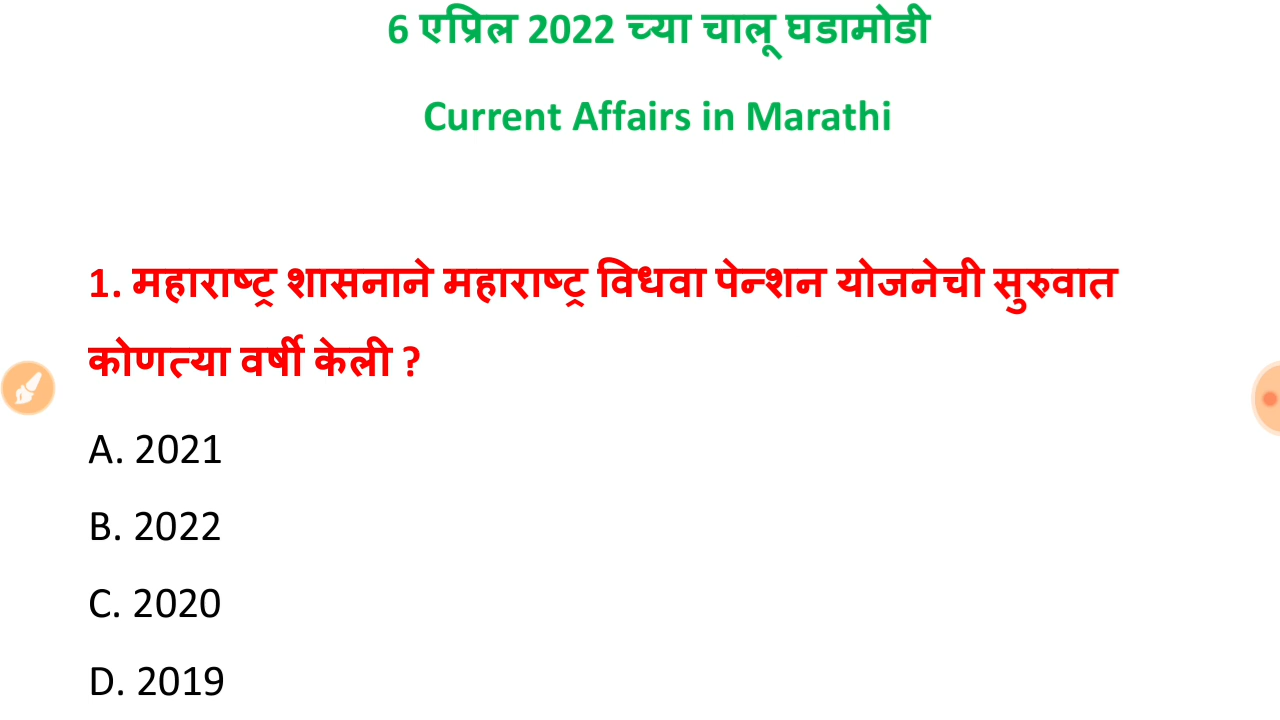 6 एप्रिल 2022 च्या चालू घडामोडी
Current Affairs in Marathi
1. महाराष्ट्र शासनाने महाराष्ट्र विधवा पेन्शन योजनेची सुरुवात
कोणत्या वर्षी केली ?
A. 2021
B. 2022
C. 2020
D. 2019